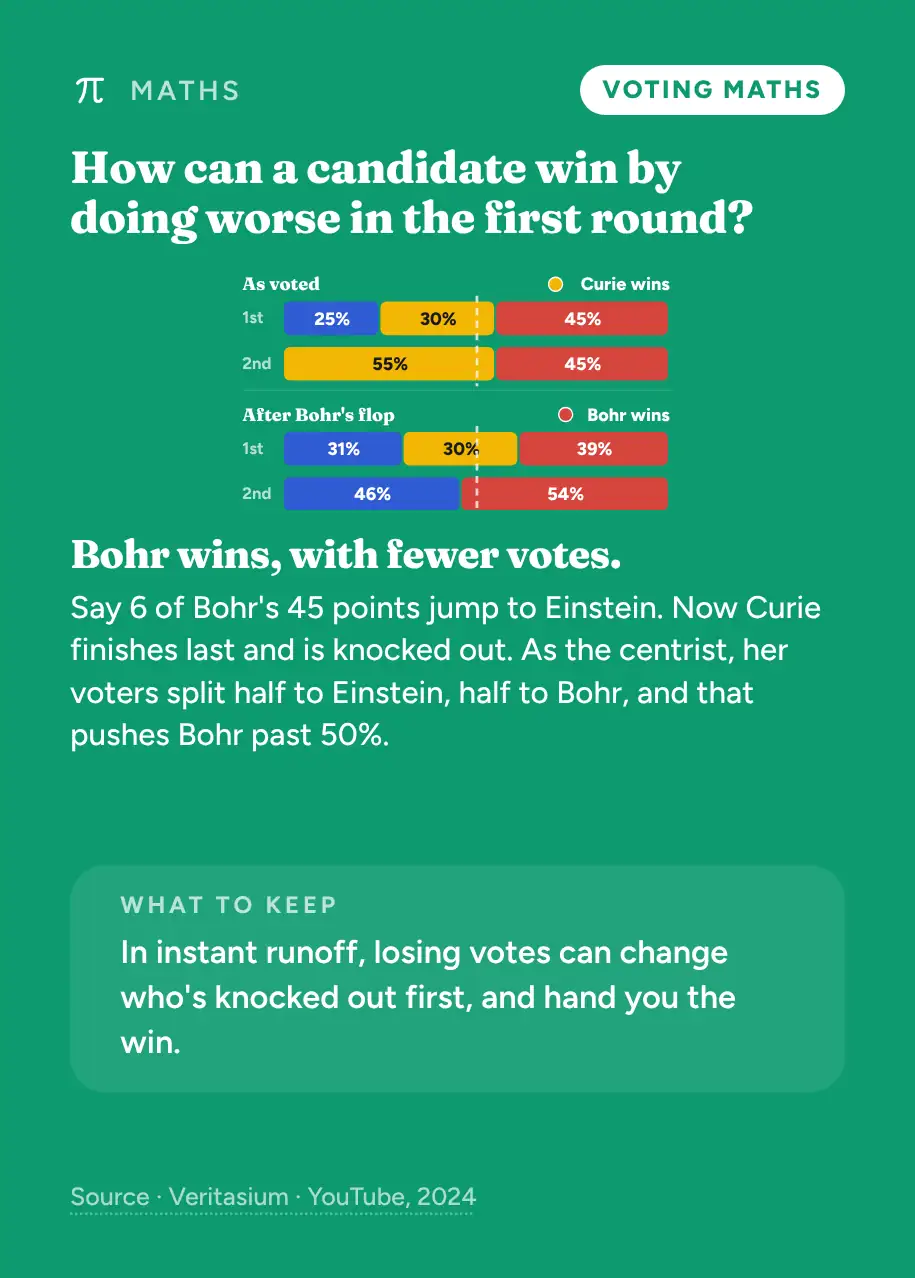 π MATHS
VOTING MATHS
How can a candidate win by
doing worse in the first round?
As voted
Curie wins
1st 25% 30% 45%
2nd 55% 45%
After Bohr's flop
Bohr wins
1st 31% 30% 39%
2nd 46% 54%
Bohr wins, with fewer votes.
Say 6 of Bohr's 45 points jump to Einstein. Now Curie
finishes last and is knocked out. As the centrist, her
voters split half to Einstein, half to Bohr, and that
pushes Bohr past 50%.
WHAT TO KEEP
In instant runoff, losing votes can change
who's knocked out first, and hand you the
win.
Source · Veritasium · YouTube, 2024